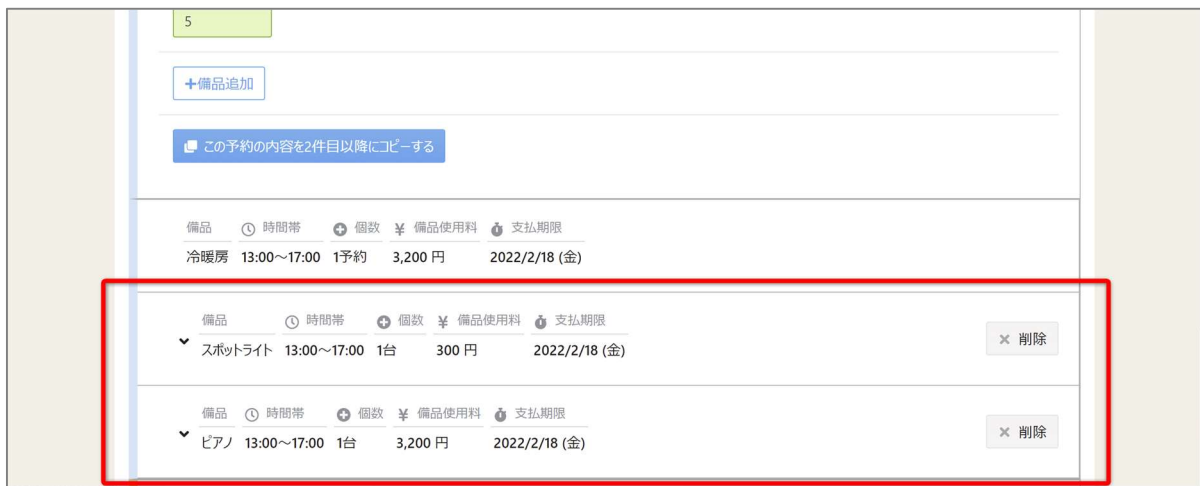 5
+備品追加
この予約の内容を2件目以降にコピーする
備品 時間帯 個数 ¥ 備品使用料 支払期限
冷暖房 13:00～17:00 1予約 3,200 円 2022/2/18 (金)
備品 時間帯 個数 ¥ 備品使用料 支払期限
スポットライト 13:00～17:00 1台 300 円 2022/2/18 (金)
× 削除
備品 時間帯 個数 ¥ 備品使用料 支払期限
ピアノ 13:00～17:00 1台 3,200 円 2022/2/18 (金)
× 削除